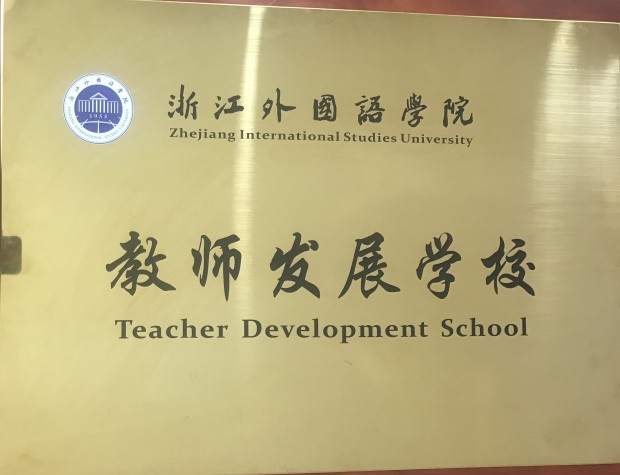 浙江外國語學院
Zhejiang International Studies University
1955
教师发展学校
Teacher Development School